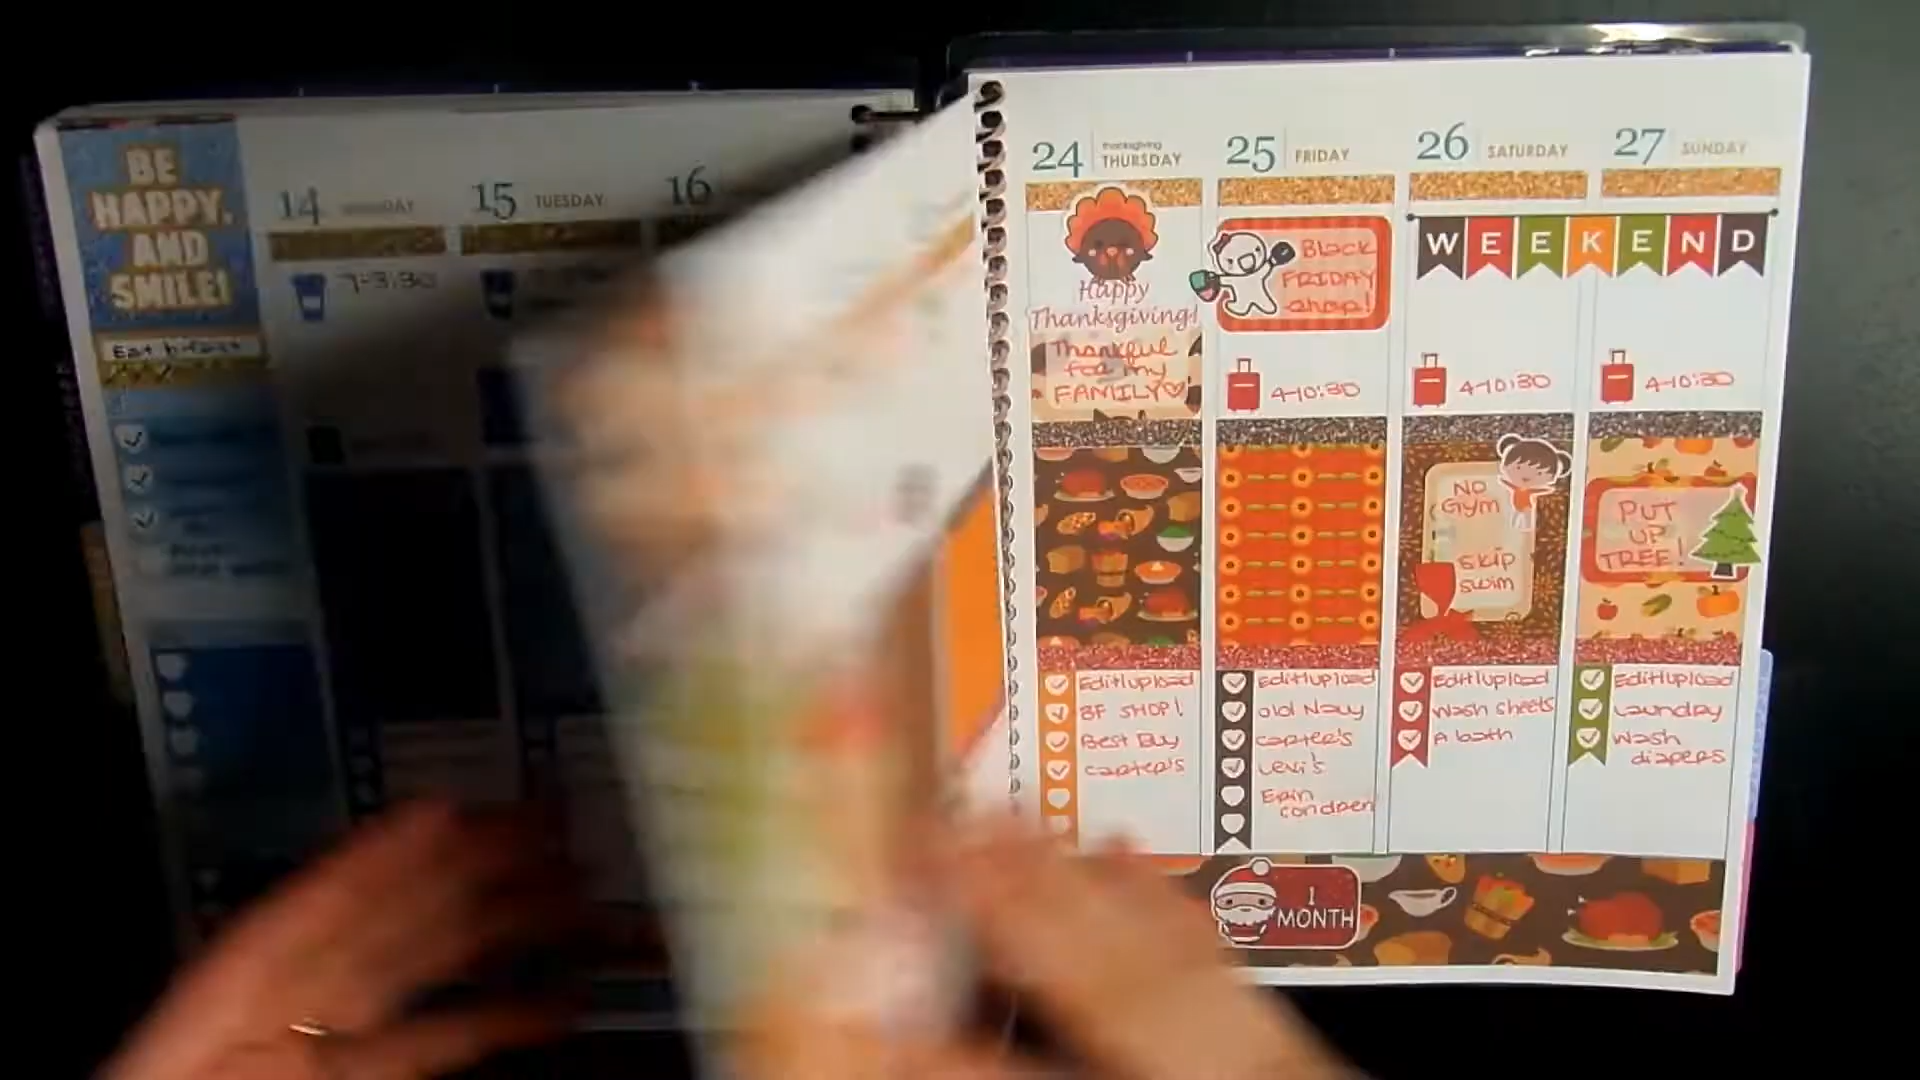 BE
HAPPY.
AND
SMILE!
14
15 TUESDAY
16
7-3:30
24 thanksgiving THURSDAY
Happy
Thanksgiving!
Thankful
for my
FAMILY
Edit/upload
BF SHOP!
Best Buy
carter's
25 FRIDAY
Black
FRIDAY
shop!
4-10:30
Edit/upload
old Navy
carter's
Levi's
Erin
condren
26 SATURDAY
27 SUNDAY
WEEKEND
4-10:30
4-10:30
NO
Gym
Skip
swim
PUT
UP
TREE!
Edit/upload
Wash sheets
A bath
Edit/upload
Laundry
Wash
diapers
1
MONTH